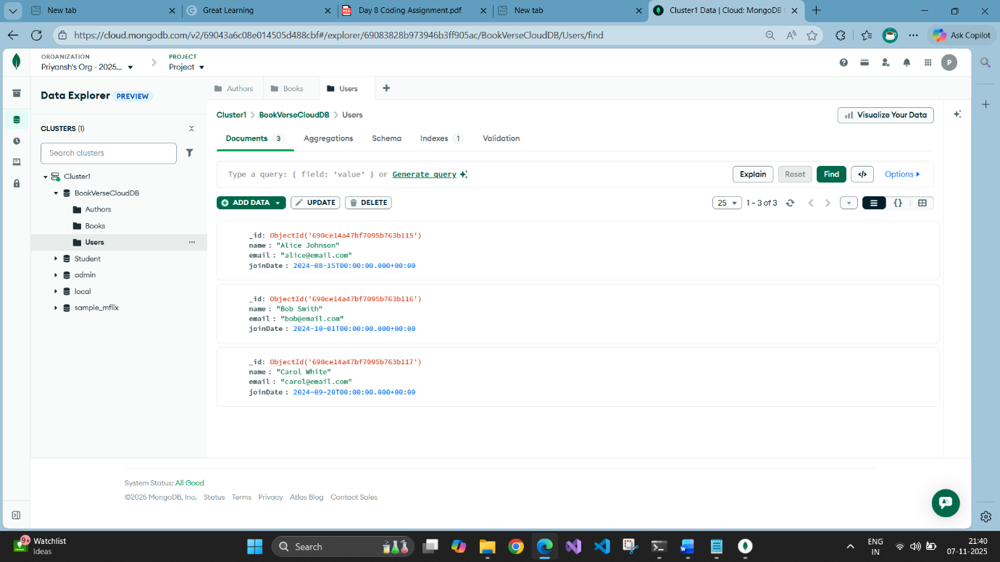 New tab
Great Learning
Day 8 Coding Assignment.pdf
New tab
Cluster1 Data | Cloud: MongoDB
https://cloud.mongodb.com/v2/69043a6c08e014505d488cbf#/explorer/69083828b973946b3ff905ac/BookVerseCloudDB/Users/find
Ask Copilot
ORGANIZATION
Priyansh's Org - 2025...
PROJECT
Project
P
Data Explorer PREVIEW
Authors
Books
Users
CLUSTERS (1)
Search clusters
Cluster1
BookVerseCloudDB
Authors
Books
Users
Student
admin
local
sample_mflix
Cluster1 > BookVerseCloudDB > Users
Visualize Your Data
Documents 3
Aggregations
Schema
Indexes 1
Validation
Type a query: { field: 'value' } or Generate query
Explain
Reset
Find
</>
Options
ADD DATA
UPDATE
DELETE
25
1 – 3 of 3
{}
_id: ObjectId('690ce14a47bf7095b763b115')
name : "Alice Johnson"
email : "alice@email.com"
joinDate : 2024-08-15T00:00:00.000+00:00
_id: ObjectId('690ce14a47bf7095b763b116')
name : "Bob Smith"
email : "bob@email.com"
joinDate : 2024-10-01T00:00:00.000+00:00
_id: ObjectId('690ce14a47bf7095b763b117')
name : "Carol White"
email : "carol@email.com"
joinDate : 2024-09-20T00:00:00.000+00:00
System Status: All Good
©2025 MongoDB, Inc. Status Terms Privacy Atlas Blog Contact Sales
9+
Watchlist
Ideas
Search
ENG
IN
21:40
07-11-2025